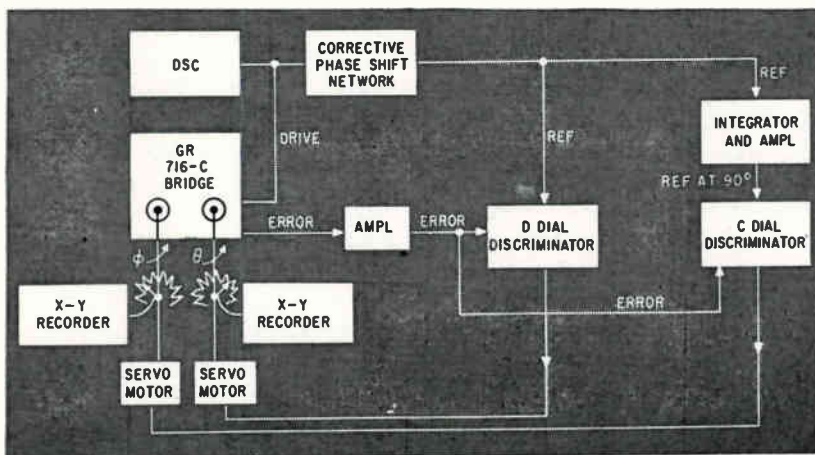 DSC
CORRECTIVE
PHASE SHIFT
NETWORK
REF
DRIVE
REF
INTEGRATOR
AND AMPL
GR
716-C
BRIDGE
REF AT 90°
ERROR
AMPL
ERROR
D DIAL
DISCRIMINATOR
C DIAL
DISCRIMINATOR
ϕ
θ
ERROR
X-Y
RECORDER
X-Y
RECORDER
SERVO
MOTOR
SERVO
MOTOR